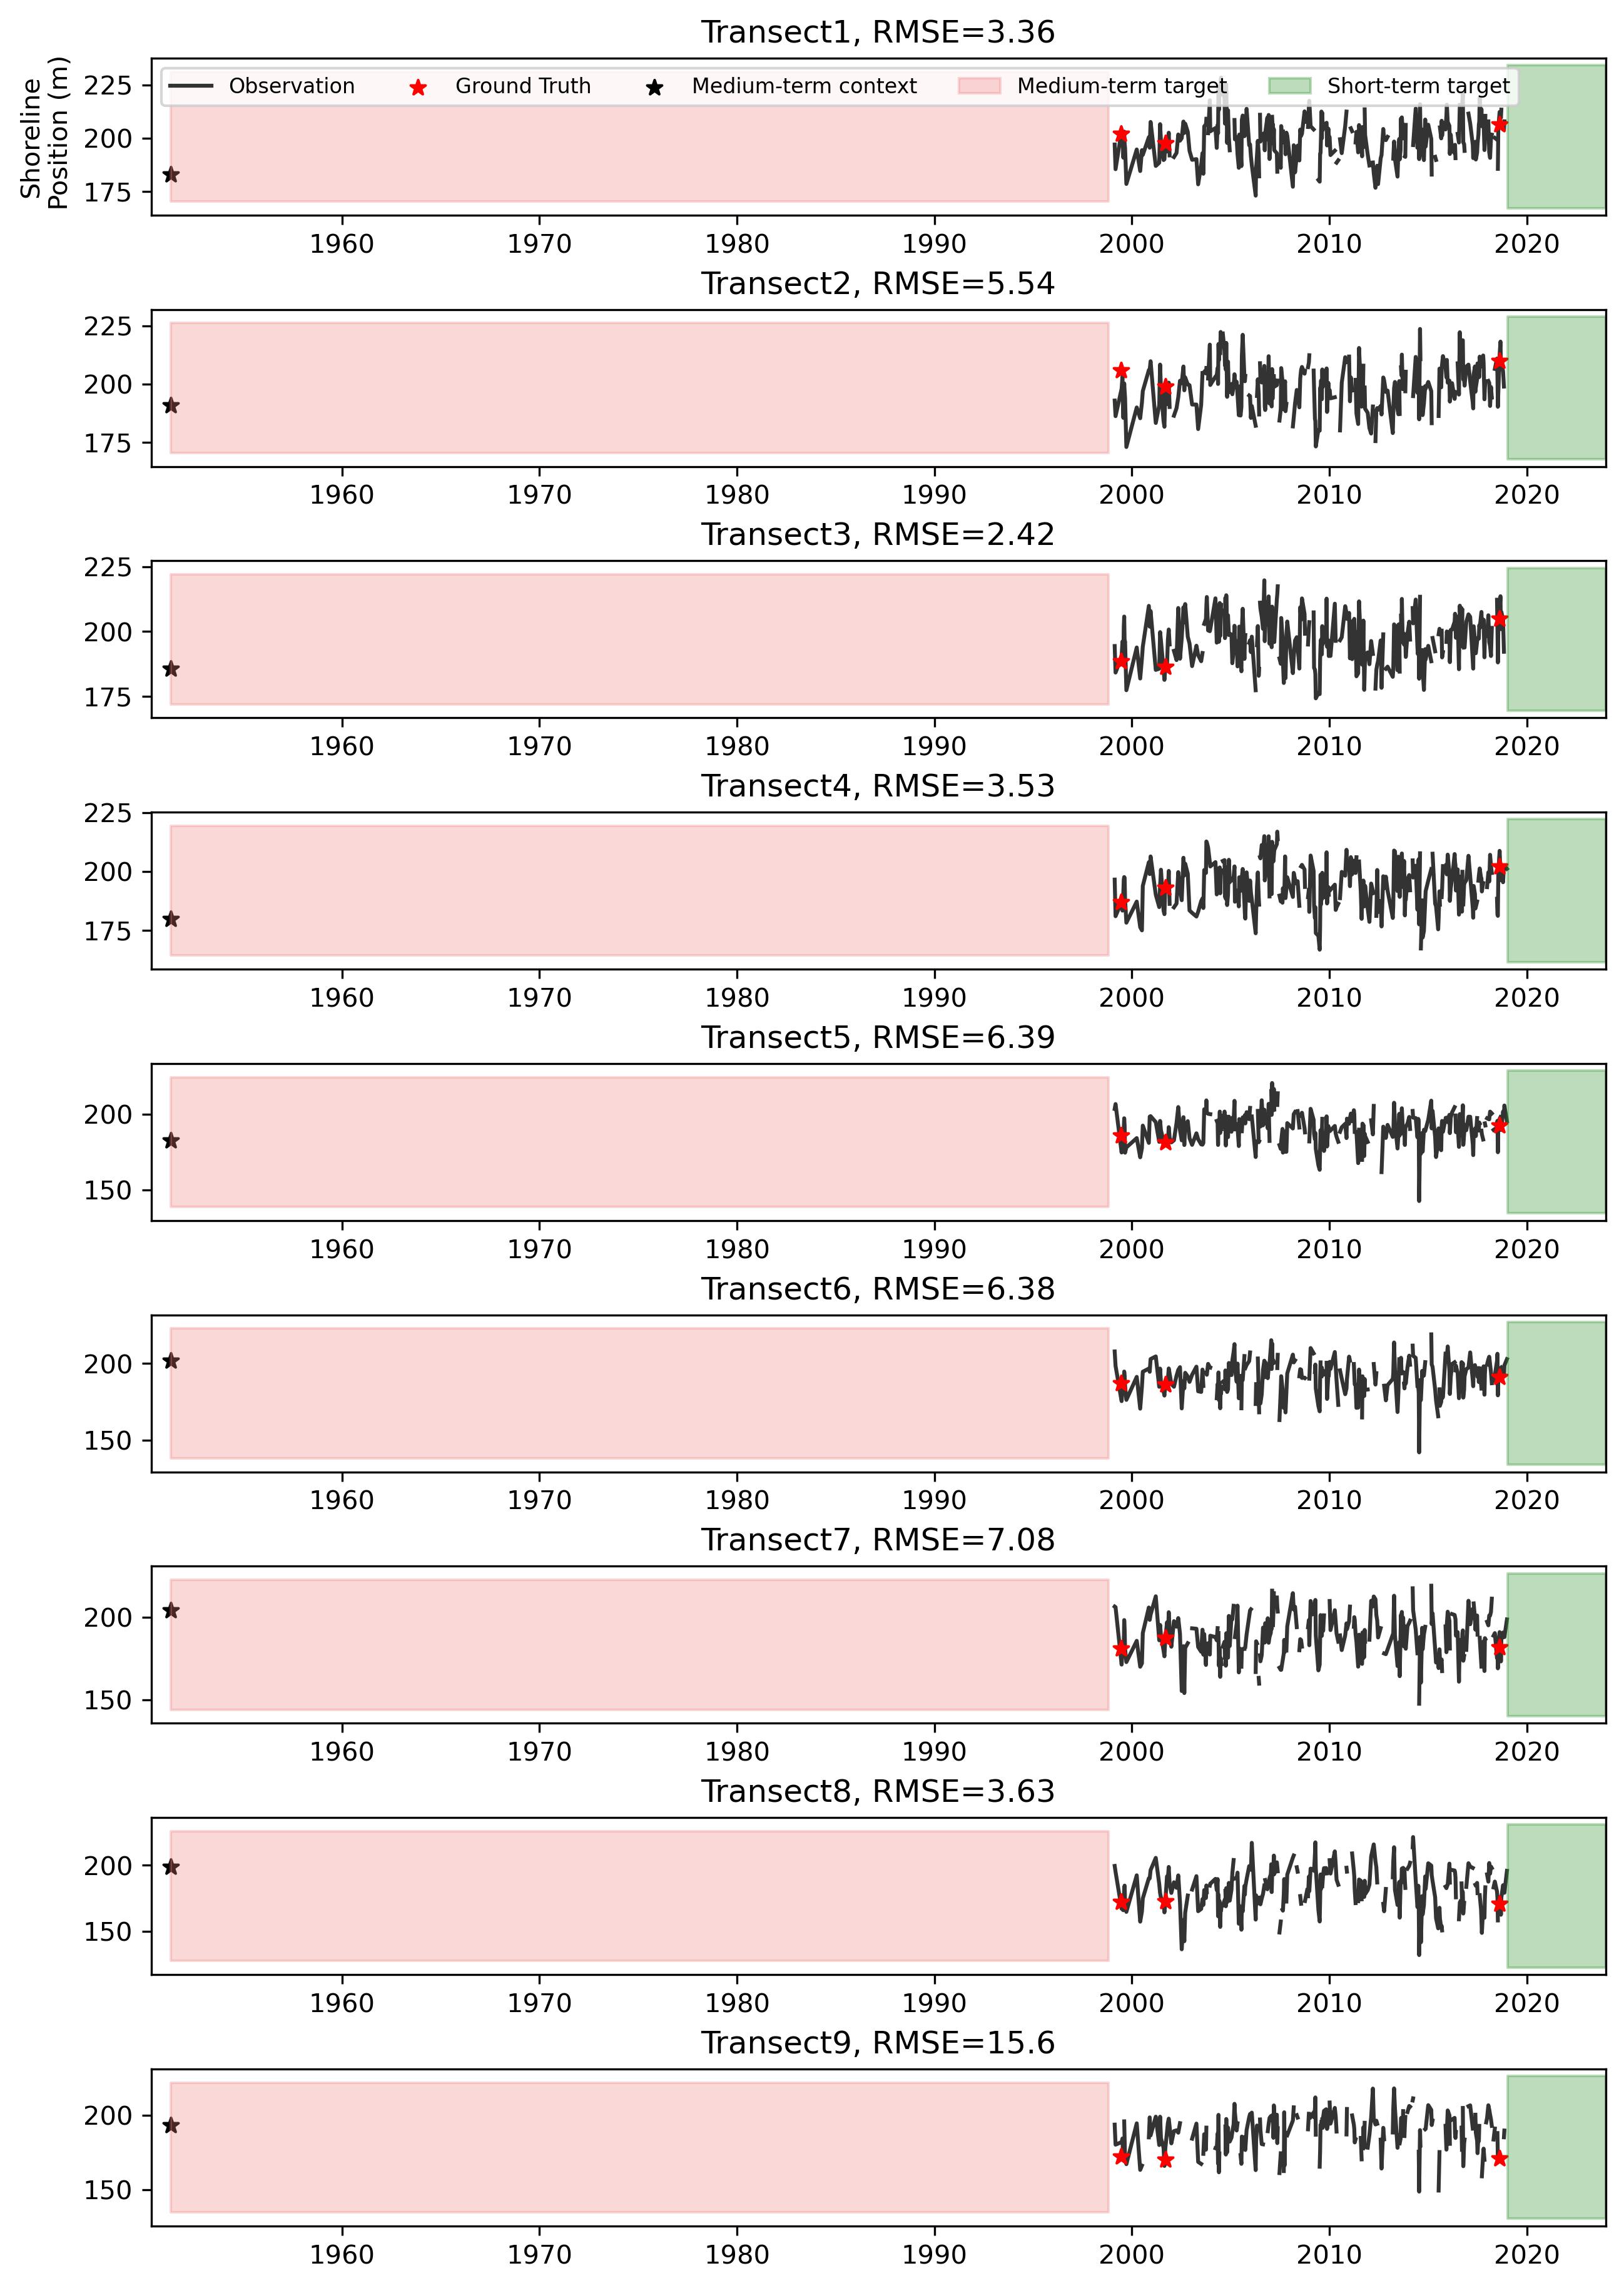 Transect1, RMSE=3.36
Shoreline
Position (m)
225
200
175
Observation Ground Truth Medium-term context Medium-term target Short-term target
1960 1970 1980 1990 2000 2010 2020
Transect2, RMSE=5.54
225
200
175
1960 1970 1980 1990 2000 2010 2020
Transect3, RMSE=2.42
225
200
175
1960 1970 1980 1990 2000 2010 2020
Transect4, RMSE=3.53
225
200
175
1960 1970 1980 1990 2000 2010 2020
Transect5, RMSE=6.39
200
150
1960 1970 1980 1990 2000 2010 2020
Transect6, RMSE=6.38
200
150
1960 1970 1980 1990 2000 2010 2020
Transect7, RMSE=7.08
200
150
1960 1970 1980 1990 2000 2010 2020
Transect8, RMSE=3.63
200
150
1960 1970 1980 1990 2000 2010 2020
Transect9, RMSE=15.6
200
150
1960 1970 1980 1990 2000 2010 2020